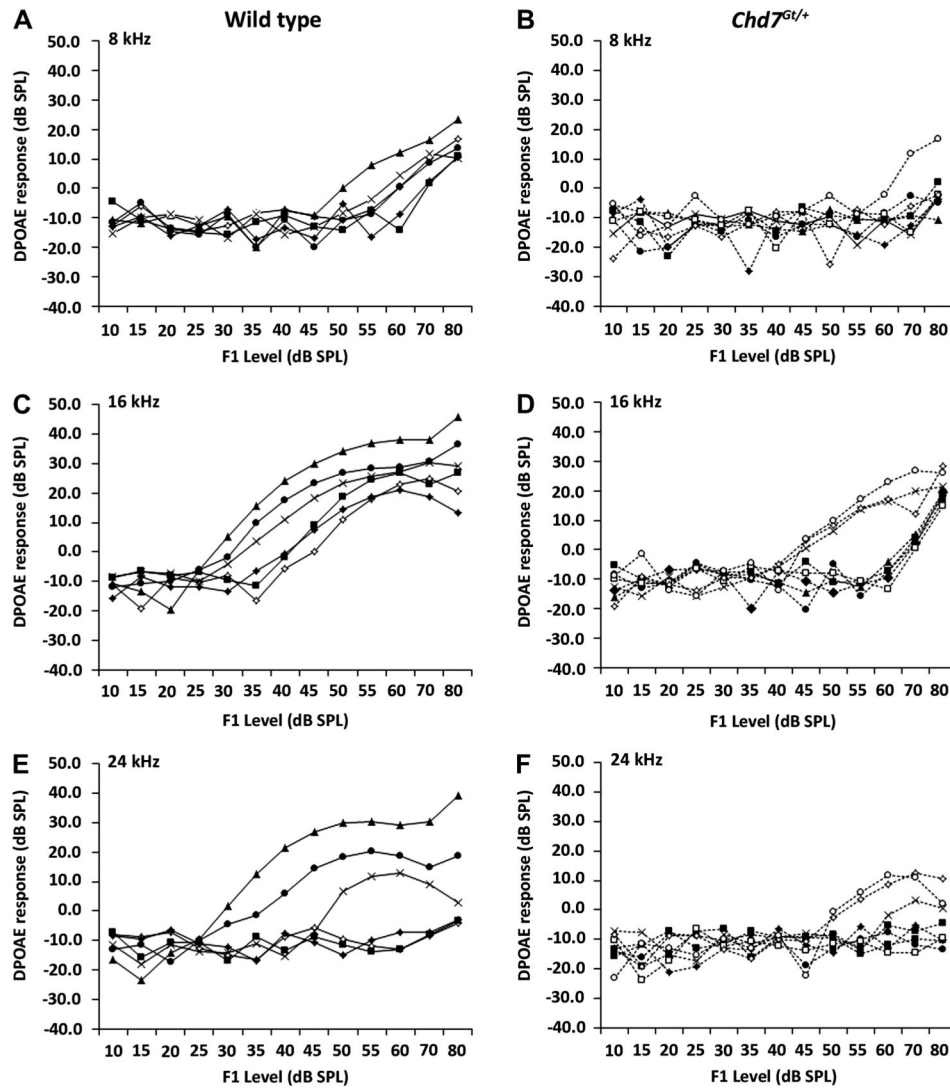 A
Wild type
8 kHz
DPOAE response (dB SPL)
50.0
40.0
30.0
20.0
10.0
0.0
-10.0
-20.0
-30.0
-40.0
10 15 20 25 30 35 40 45 50 55 60 70 80
F1 Level (dB SPL)
B
Chd7Gt/+
8 kHz
DPOAE response (dB SPL)
50.0
40.0
30.0
20.0
10.0
0.0
-10.0
-20.0
-30.0
-40.0
10 15 20 25 30 35 40 45 50 55 60 70 80
F1 Level (dB SPL)
C
16 kHz
DPOAE response (dB SPL)
50.0
40.0
30.0
20.0
10.0
0.0
-10.0
-20.0
-30.0
-40.0
10 15 20 25 30 35 40 45 50 55 60 70 80
F1 Level (dB SPL)
D
16 kHz
DPOAE response (dB SPL)
50.0
40.0
30.0
20.0
10.0
0.0
-10.0
-20.0
-30.0
-40.0
10 15 20 25 30 35 40 45 50 55 60 70 80
F1 Level (dB SPL)
E
24 kHz
DPOAE response (dB SPL)
50.0
40.0
30.0
20.0
10.0
0.0
-10.0
-20.0
-30.0
-40.0
10 15 20 25 30 35 40 45 50 55 60 70 80
F1 Level (dB SPL)
F
24 kHz
DPOAE response (dB SPL)
50.0
40.0
30.0
20.0
10.0
0.0
-10.0
-20.0
-30.0
-40.0
10 15 20 25 30 35 40 45 50 55 60 70 80
F1 Level (dB SPL)